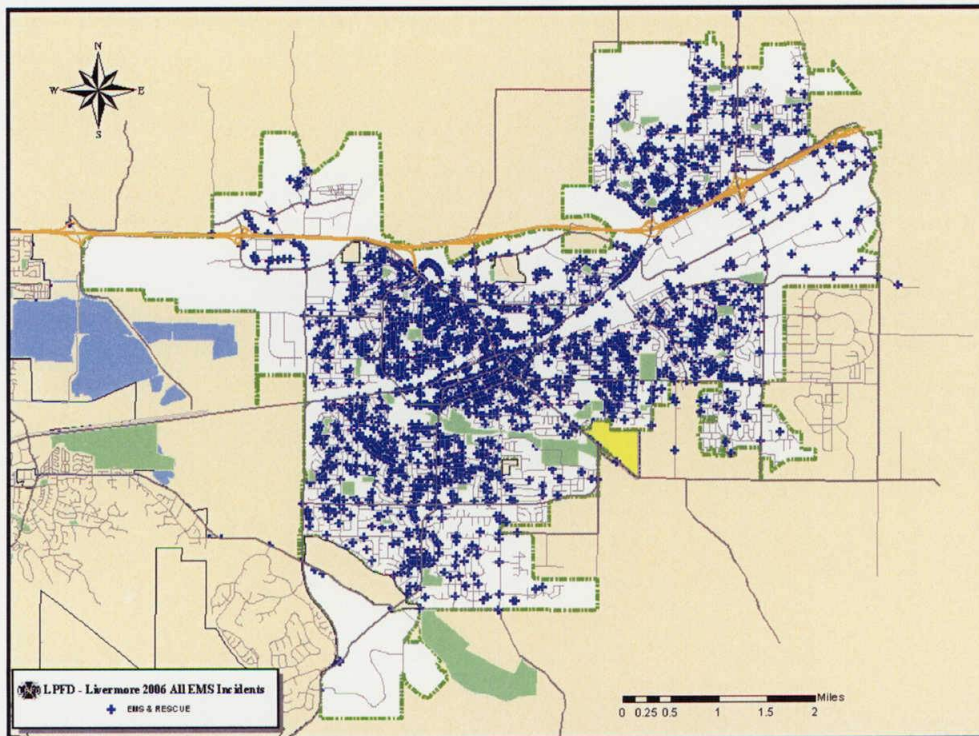 N
W E
S
LPFD - Livermore 2006 All EMS Incidents
EMS & RESCUE
Miles
0 0.25 0.5 1 1.5 2